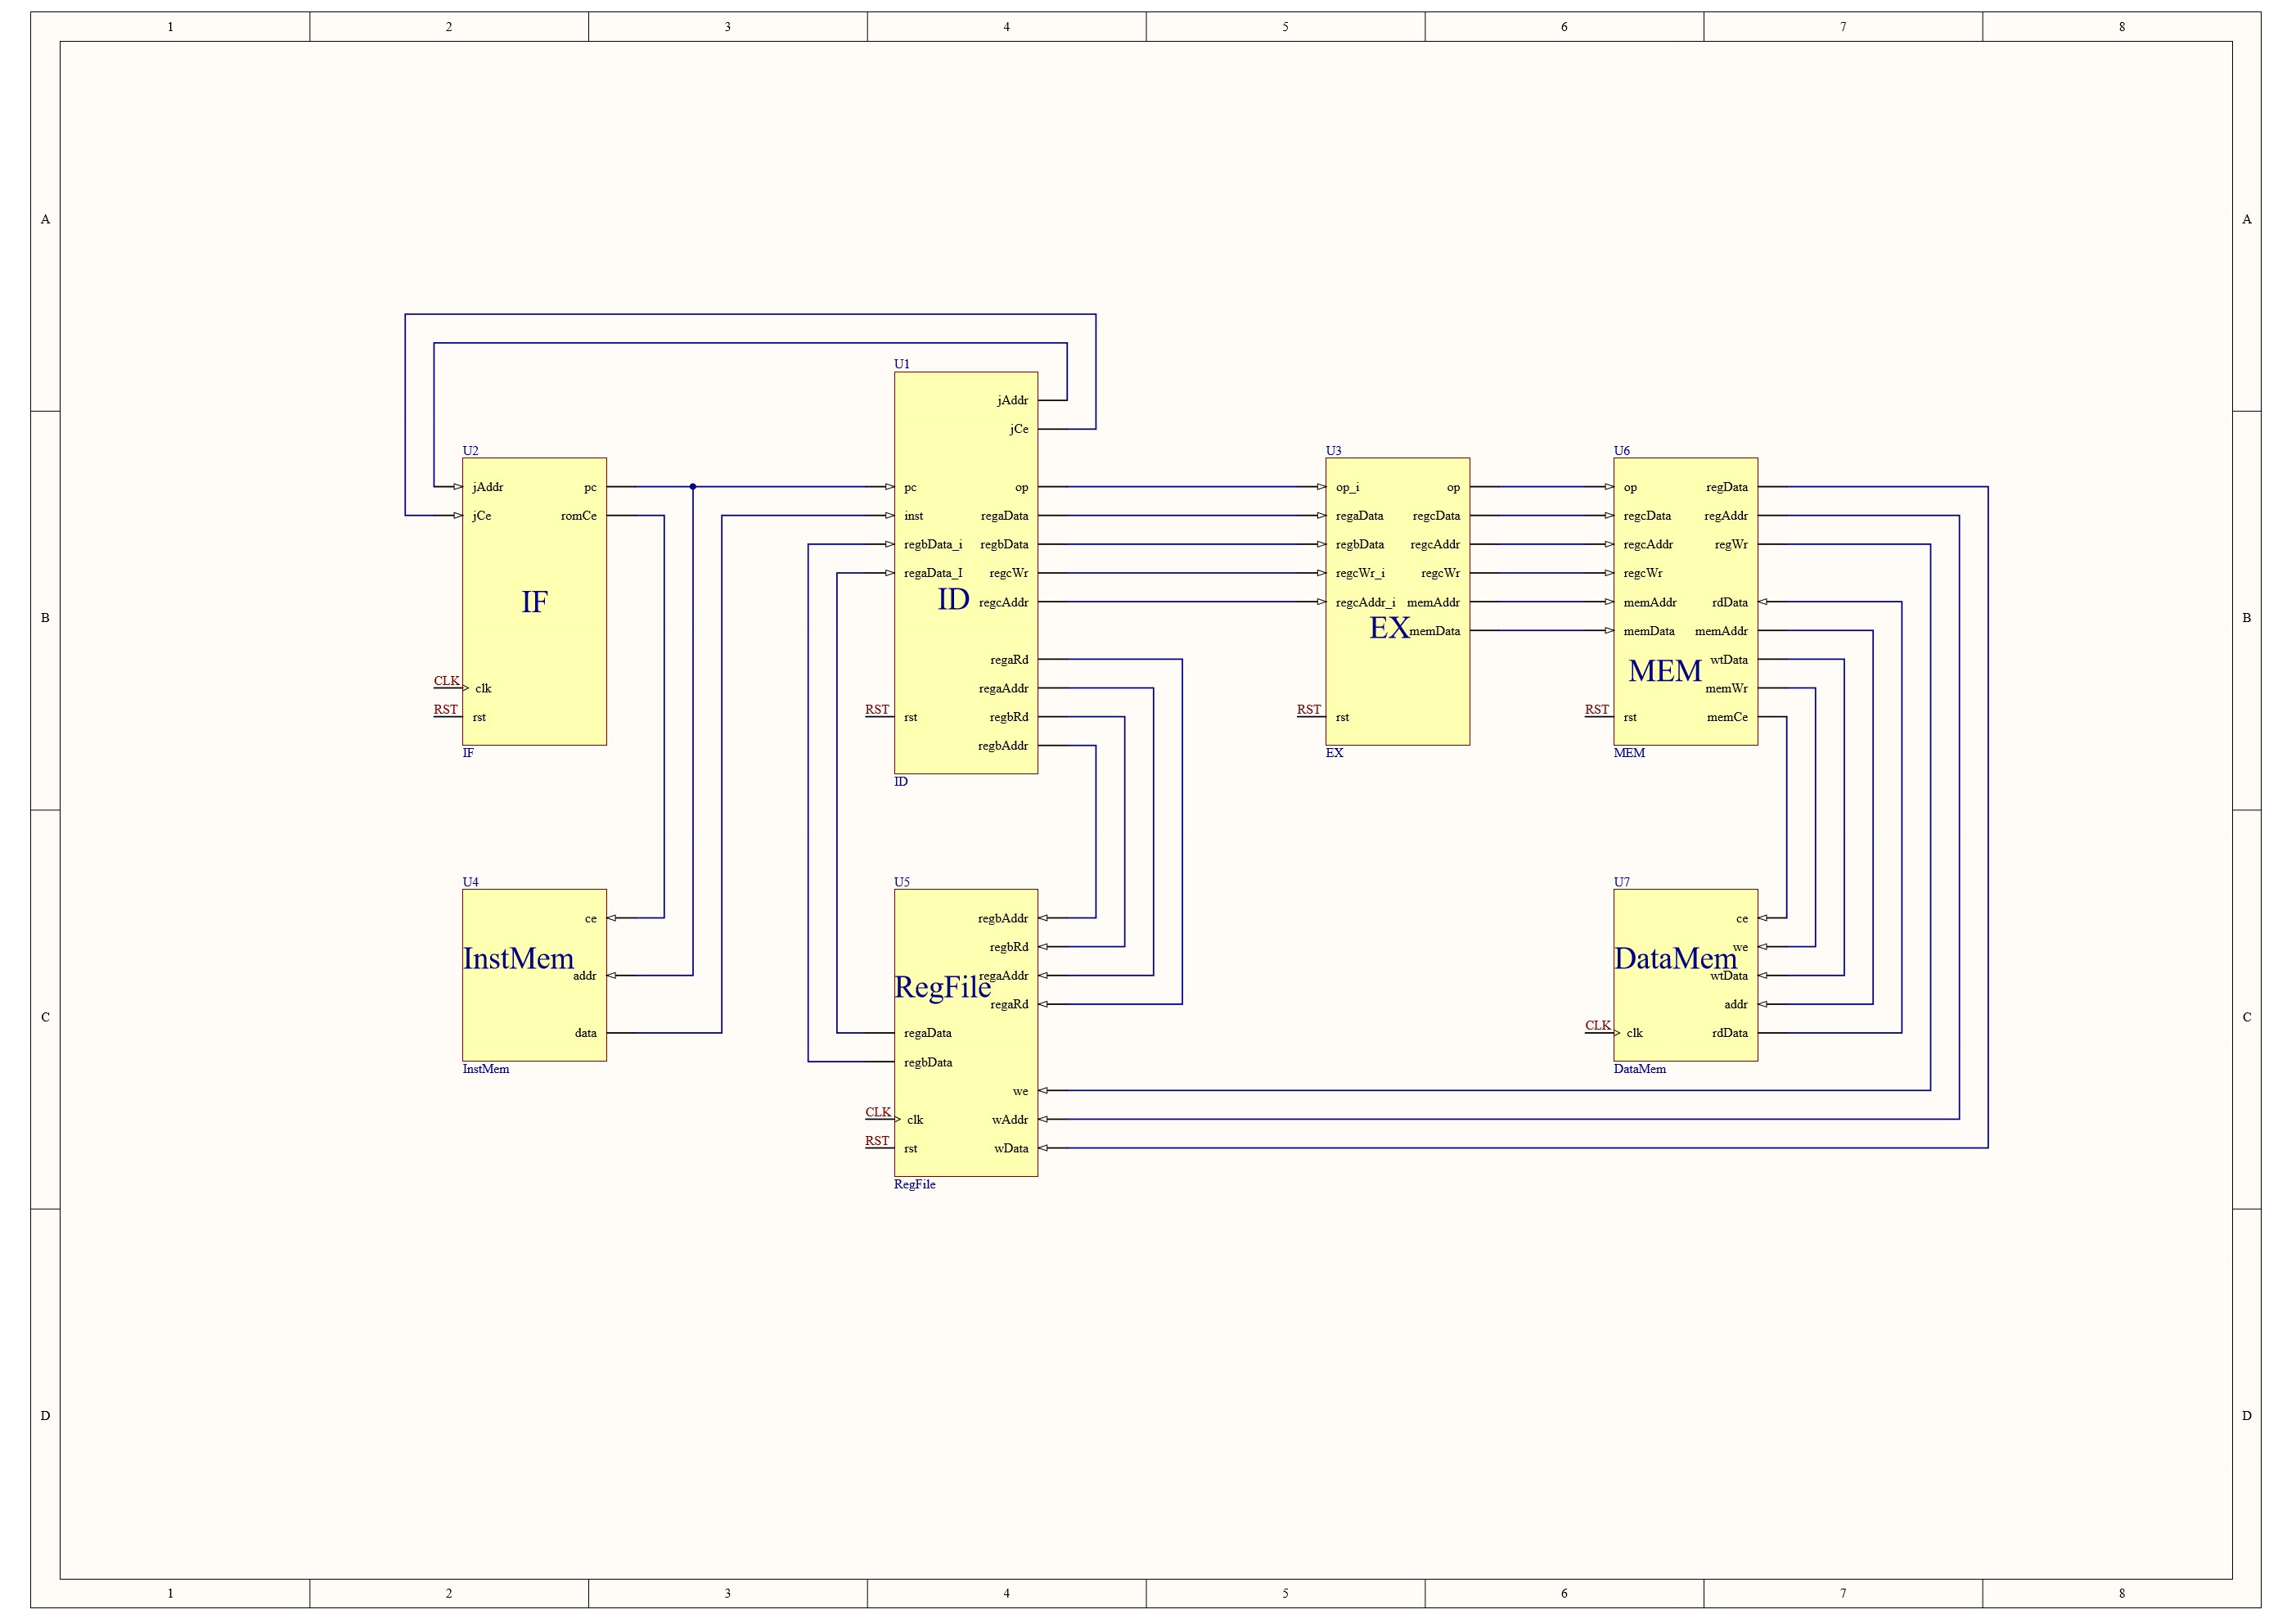 1 2 3 4 5 6 7 8
A A
U1
jAddr
jCe
U2 U3 U6
jAddr pc pc op op_i op op regData
jCe romCe inst regaData regaData regcData regcData regAddr
regbData_i regbData regbData regcAddr regcAddr regWr
regaData_I regcWr regcWr_i regcWr regcWr
IF ID regcAddr regcAddr_i memAddr memAddr rdData
B EX memData memData memAddr B
regaRd MEM wtData
CLK clk regaAddr memWr
RST rst RST rst regbRd RST rst RST rst memCe
regbAddr
IF EX MEM
ID
U4 U5 U7
ce regbAddr ce
regbRd we
InstMem addr regaAddr DataMem wtData
RegFile regaRd addr
C C
data regaData CLK clk rdData
regbData
InstMem DataMem
we
CLK clk wAddr
RST rst wData
RegFile
D D
1 2 3 4 5 6 7 8